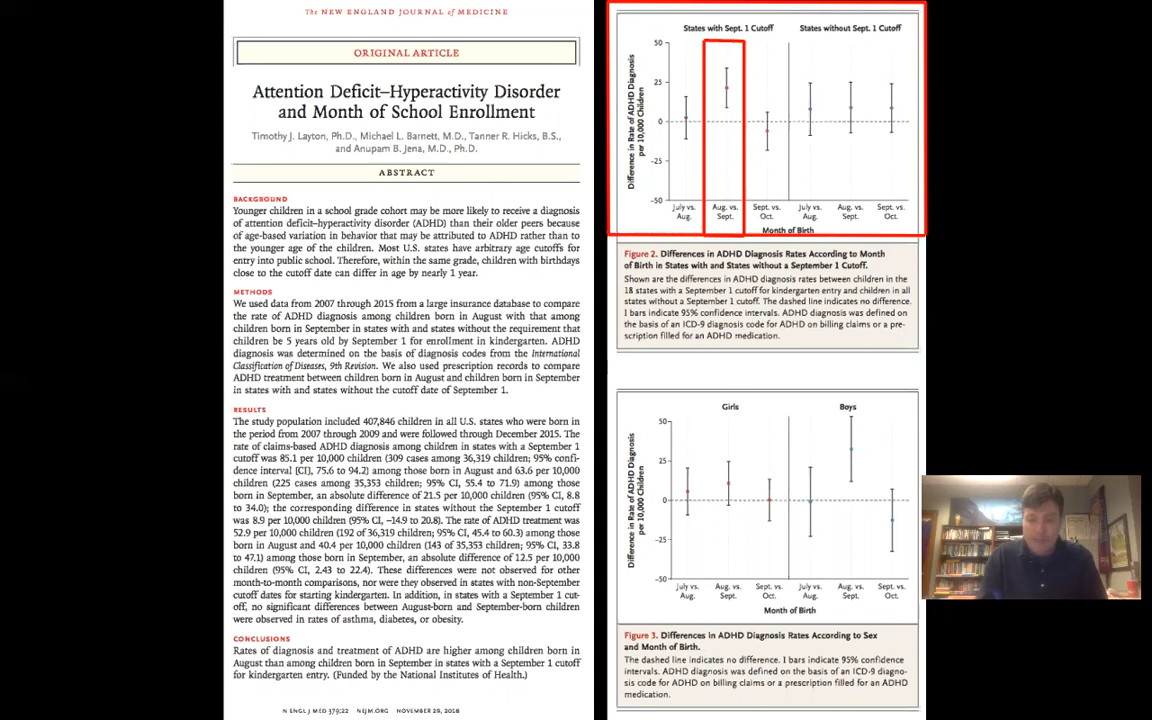 The NEW ENGLAND JOURNAL of MEDICINE
ORIGINAL ARTICLE
Attention Deficit–Hyperactivity Disorder
and Month of School Enrollment
Timothy J. Layton, Ph.D., Michael L. Barnett, M.D., Tanner R. Hicks, B.S.,
and Anupam B. Jena, M.D., Ph.D.
ABSTRACT
BACKGROUND
Younger children in a school grade cohort may be more likely to receive a diagnosis
of attention deficit–hyperactivity disorder (ADHD) than their older peers because
of age-based variation in behavior that may be attributed to ADHD rather than to
the younger age of the children. Most U.S. states have arbitrary age cutoffs for
entry into public school. Therefore, within the same grade, children with birthdays
close to the cutoff date can differ in age by nearly 1 year.
METHODS
We used data from 2007 through 2015 from a large insurance database to compare
the rate of ADHD diagnosis among children born in August with that among
children born in September in states with and states without the requirement that
children be 5 years old by September 1 for enrollment in kindergarten. ADHD
diagnosis was determined on the basis of diagnosis codes from the International
Classification of Diseases, 9th Revision. We also used prescription records to compare
ADHD treatment between children born in August and children born in September
in states with and states without the cutoff date of September 1.
RESULTS
The study population included 407,846 children in all U.S. states who were born in
the period from 2007 through 2009 and were followed through December 2015. The
rate of claims-based ADHD diagnosis among children in states with a September 1
cutoff was 85.1 per 10,000 children (309 cases among 36,319 children; 95% confi-
dence interval [CI], 75.6 to 94.2) among those born in August and 63.6 per 10,000
children (225 cases among 35,353 children; 95% CI, 55.4 to 71.9) among those
born in September, an absolute difference of 21.5 per 10,000 children (95% CI, 8.8
to 34.0); the corresponding difference in states without the September 1 cutoff
was 8.9 per 10,000 children (95% CI, −14.9 to 20.8). The rate of ADHD treatment was
52.9 per 10,000 children (192 of 36,319 children; 95% CI, 45.4 to 60.3) among those
born in August and 40.4 per 10,000 children (143 of 35,353 children; 95% CI, 33.8
to 47.1) among those born in September, an absolute difference of 12.5 per 10,000
children (95% CI, 2.43 to 22.4). These differences were not observed for other
month-to-month comparisons, nor were they observed in states with non-September
cutoff dates for starting kindergarten. In addition, in states with a September 1 cut-
off, no significant differences between August-born and September-born children
were observed in rates of asthma, diabetes, or obesity.
CONCLUSIONS
Rates of diagnosis and treatment of ADHD are higher among children born in
August than among children born in September in states with a September 1 cutoff
for kindergarten entry. (Funded by the National Institutes of Health.)
N ENGL J MED 379;22 NEJM.ORG NOVEMBER 29, 2018
States with Sept. 1 Cutoff
States without Sept. 1 Cutoff
Difference in Rate of ADHD Diagnosis
per 10,000 Children
50
25
0
−25
−50
July vs. Aug.
Aug. vs. Sept.
Sept. vs. Oct.
July vs. Aug.
Aug. vs. Sept.
Sept. vs. Oct.
Month of Birth
Figure 2. Differences in ADHD Diagnosis Rates According to Month
of Birth in States with and States without a September 1 Cutoff.
Shown are the differences in ADHD diagnosis rates between children in the
18 states with a September 1 cutoff for kindergarten entry and children in all
states without a September 1 cutoff. The dashed line indicates no difference.
I bars indicate 95% confidence intervals. ADHD diagnosis was defined on
the basis of an ICD-9 diagnosis code for ADHD on billing claims or a pre-
scription filled for an ADHD medication.
Girls
Boys
Difference in Rate of ADHD Diagnosis
per 10,000 Children
50
25
0
−25
−50
July vs. Aug.
Aug. vs. Sept.
Sept. vs. Oct.
July vs. Aug.
Aug. vs. Sept.
Sept. vs. Oct.
Month of Birth
Figure 3. Differences in ADHD Diagnosis Rates According to Sex
and Month of Birth.
The dashed line indicates no difference. I bars indicate 95% confidence
intervals. ADHD diagnosis was defined on the basis of an ICD-9 diagno-
sis code for ADHD on billing claims or a prescription filled for an ADHD
medication.